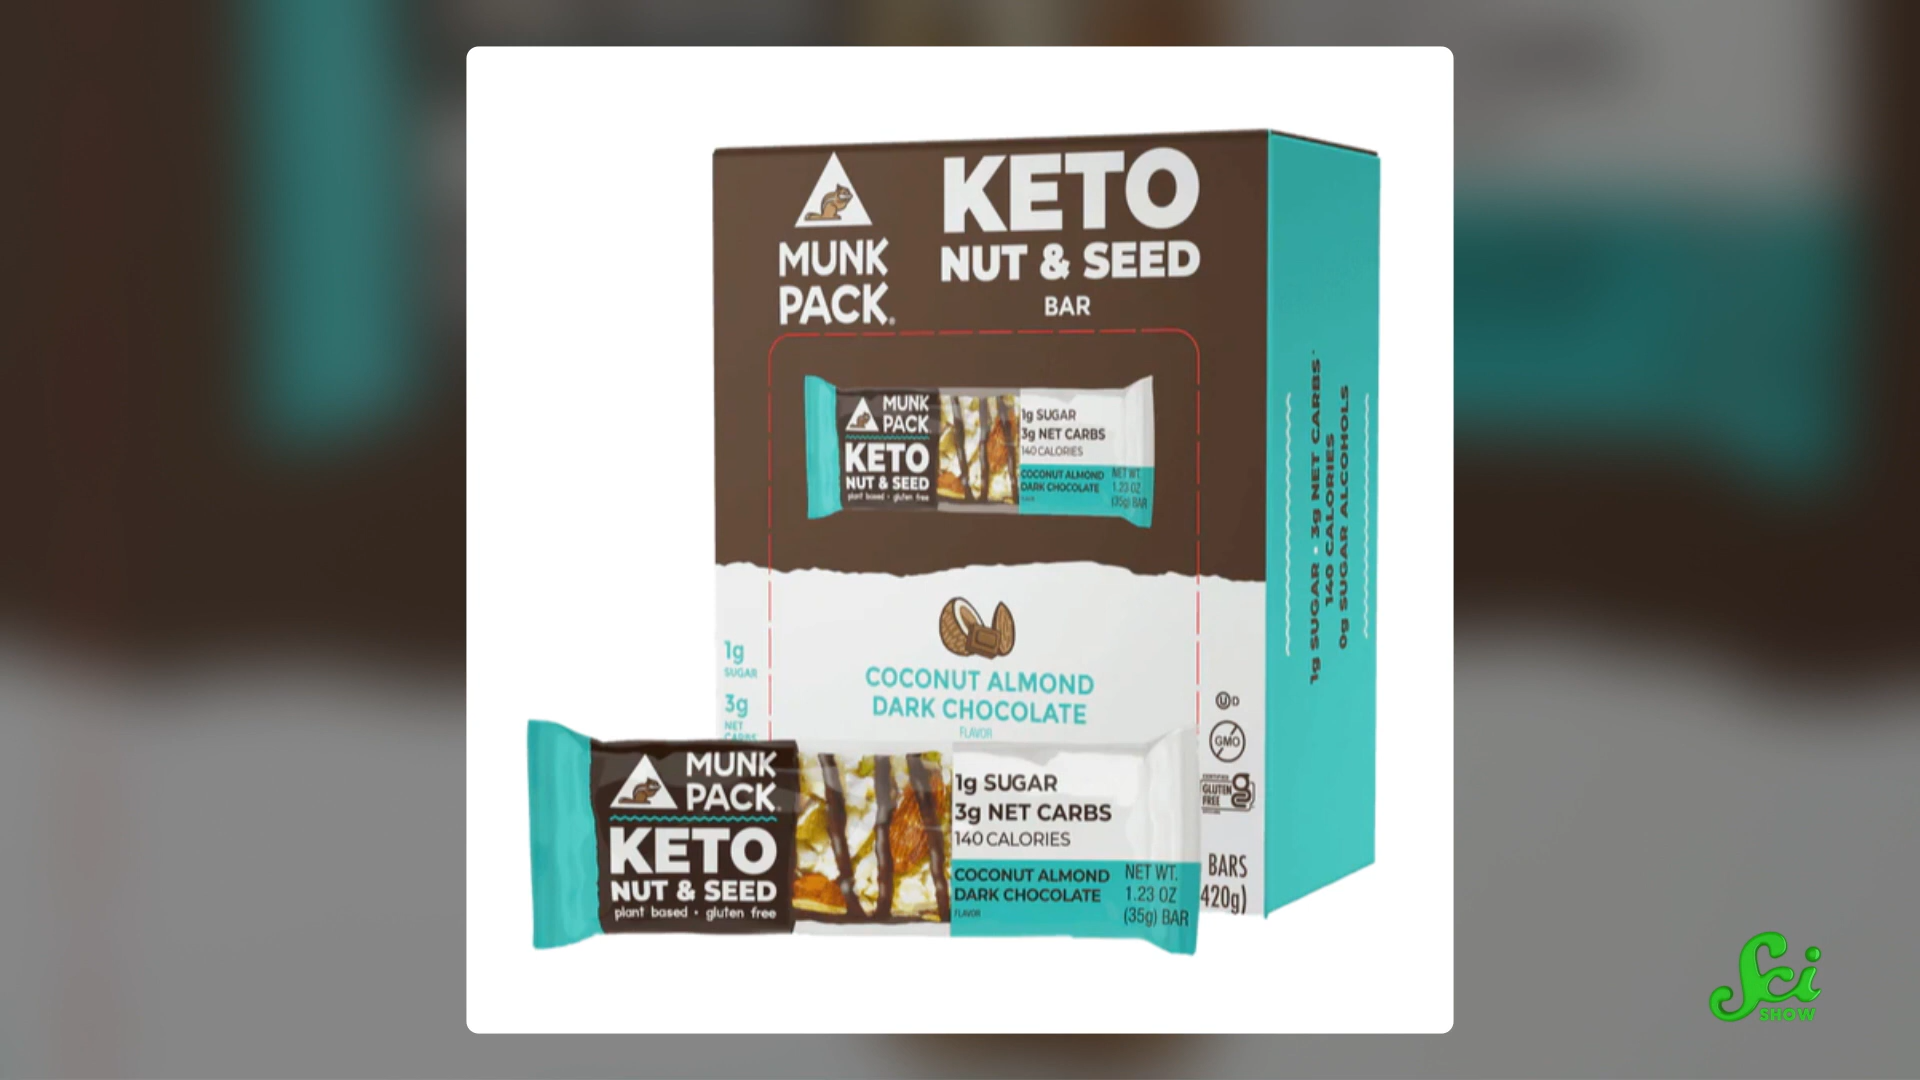 MUNK
PACK®
KETO
NUT & SEED
BAR
MUNK
PACK
KETO
NUT & SEED
plant based • gluten free
1g SUGAR
3g NET CARBS
140 CALORIES
COCONUT ALMOND
DARK CHOCOLATE
FLAVOR
NET WT.
1.23 OZ
(35g) BAR
COCONUT ALMOND
DARK CHOCOLATE
FLAVOR
1g
SUGAR
3g
NET
CARBS
U D
GMO
CERTIFIED
GLUTEN
FREE
BARS
420g)
1g SUGAR • 3g NET CARBS*
140 CALORIES
0g SUGAR ALCOHOLS
MUNK
PACK
KETO
NUT & SEED
plant based • gluten free
1g SUGAR
3g NET CARBS
140 CALORIES
COCONUT ALMOND
DARK CHOCOLATE
FLAVOR
NET WT.
1.23 OZ
(35g) BAR
Sci
SHOW